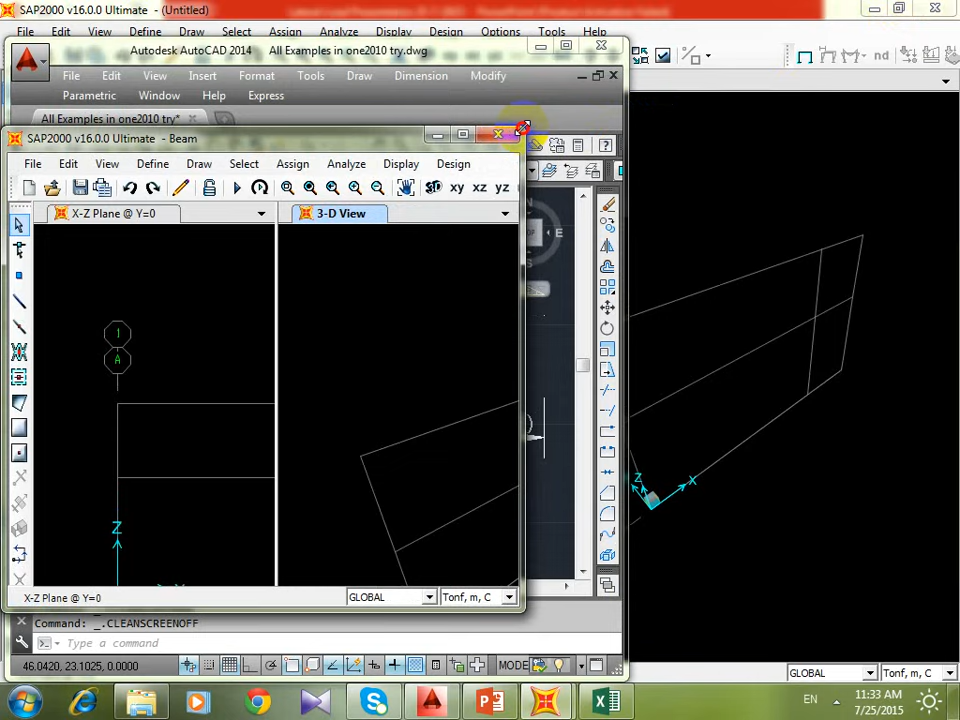 SAP2000 v16.0.0 Ultimate - (Untitled)
File Edit View Define Draw Select Assign Analyze Display Design Options Tools Help
Autodesk AutoCAD 2014 All Examples in one2010 try.dwg
File Edit View Insert Format Tools Draw Dimension Modify
Parametric Window Help Express
nd
All Examples in one2010 try*
SAP2000 v16.0.0 Ultimate - Beam
File Edit View Define Draw Select Assign Analyze Display Design
3-D xy xz yz
X-Z Plane @ Y=0
3-D View
OP E
1
A
Z
Z X
X-Z Plane @ Y=0
GLOBAL
Tonf, m, C
Command: _.CLEANSCREENOFF
Type a command
46.0420, 23.1025, 0.0000
MODE
GLOBAL
Tonf, m, C
EN
11:33 AM
7/25/2015